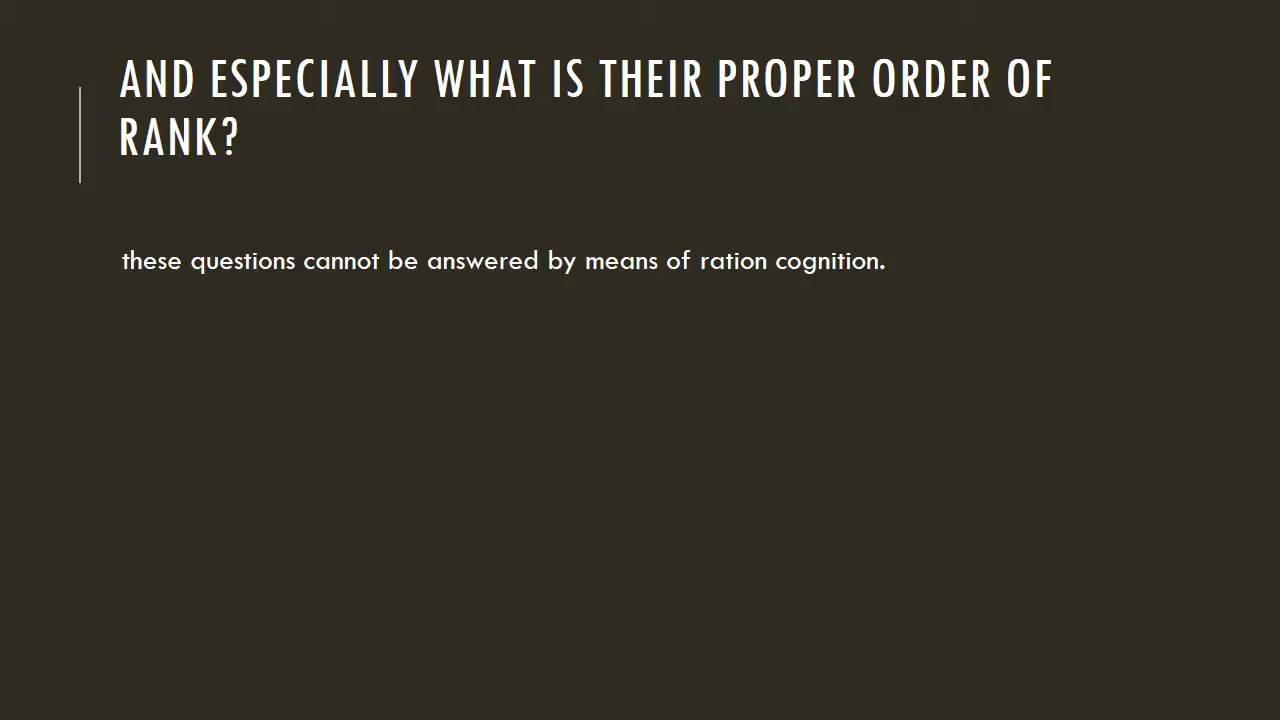 AND ESPECIALLY WHAT IS THEIR PROPER ORDER OF
RANK?
these questions cannot be answered by means of ration cognition.